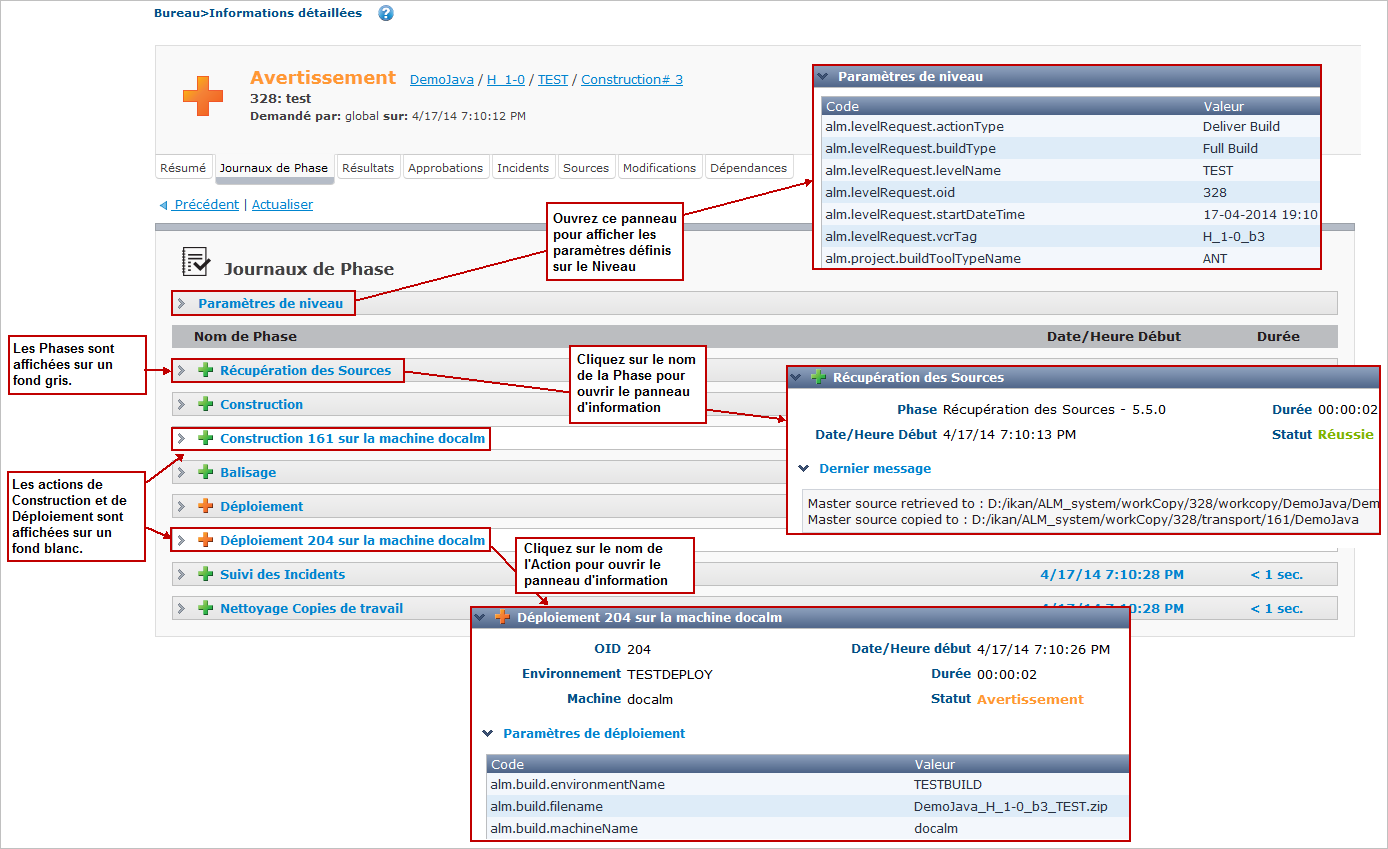 Bureau>Informations détaillées
?
Avertissement DemoJava / H_1-0 / TEST / Construction# 3
328: test
Demandé par: global sur: 4/17/14 7:10:12 PM
Résumé Journaux de Phase Résultats Approbations Incidents Sources Modifications Dépendances
Précédent | Actualiser
Paramètres de niveau
Code Valeur
alm.levelRequest.actionType Deliver Build
alm.levelRequest.buildType Full Build
alm.levelRequest.levelName TEST
alm.levelRequest.oid 328
alm.levelRequest.startDateTime 17-04-2014 19:10
alm.levelRequest.vcrTag H_1-0_b3
alm.project.buildToolTypeName ANT
Ouvrez ce panneau
pour afficher les
paramètres définis
sur le Niveau
Journaux de Phase
Paramètres de niveau
Nom de Phase Date/Heure Début Durée
Les Phases sont
affichées sur un
fond gris.
Récupération des Sources
Construction
Construction 161 sur la machine docalm
Balisage
Déploiement
Déploiement 204 sur la machine docalm
Suivi des Incidents 4/17/14 7:10:28 PM < 1 sec.
Nettoyage Copies de travail 4/17/14 7:10:28 PM < 1 sec.
Cliquez sur le nom
de la Phase pour
ouvrir le panneau
d'information
Récupération des Sources
Phase Récupération des Sources - 5.5.0 Durée 00:00:02
Date/Heure Début 4/17/14 7:10:13 PM Statut Réussie
Dernier message
Master source retrieved to : D:/ikan/ALM_system/workCopy/328/workcopy/DemoJava/Dem
Master source copied to : D:/ikan/ALM_system/workCopy/328/transport/161/DemoJava
Les actions de
Construction et de
Déploiement sont
affichées sur un
fond blanc.
Cliquez sur le nom de
l'Action pour ouvrir le
panneau d'information
Déploiement 204 sur la machine docalm
OID 204 Date/Heure début 4/17/14 7:10:26 PM
Environnement TESTDEPLOY Durée 00:00:02
Machine docalm Statut Avertissement
Paramètres de déploiement
Code Valeur
alm.build.environmentName TESTBUILD
alm.build.filename DemoJava_H_1-0_b3_TEST.zip
alm.build.machineName docalm